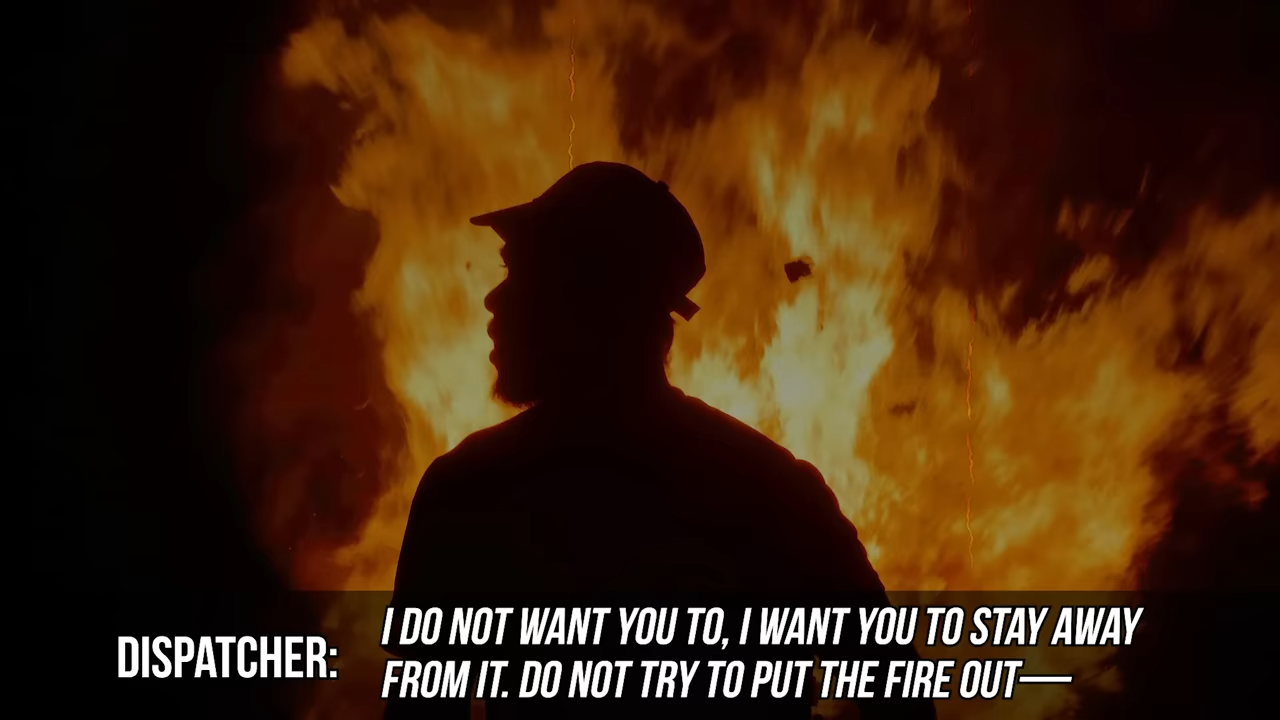 DISPATCHER:
I DO NOT WANT YOU TO, I WANT YOU TO STAY AWAY
FROM IT. DO NOT TRY TO PUT THE FIRE OUT—